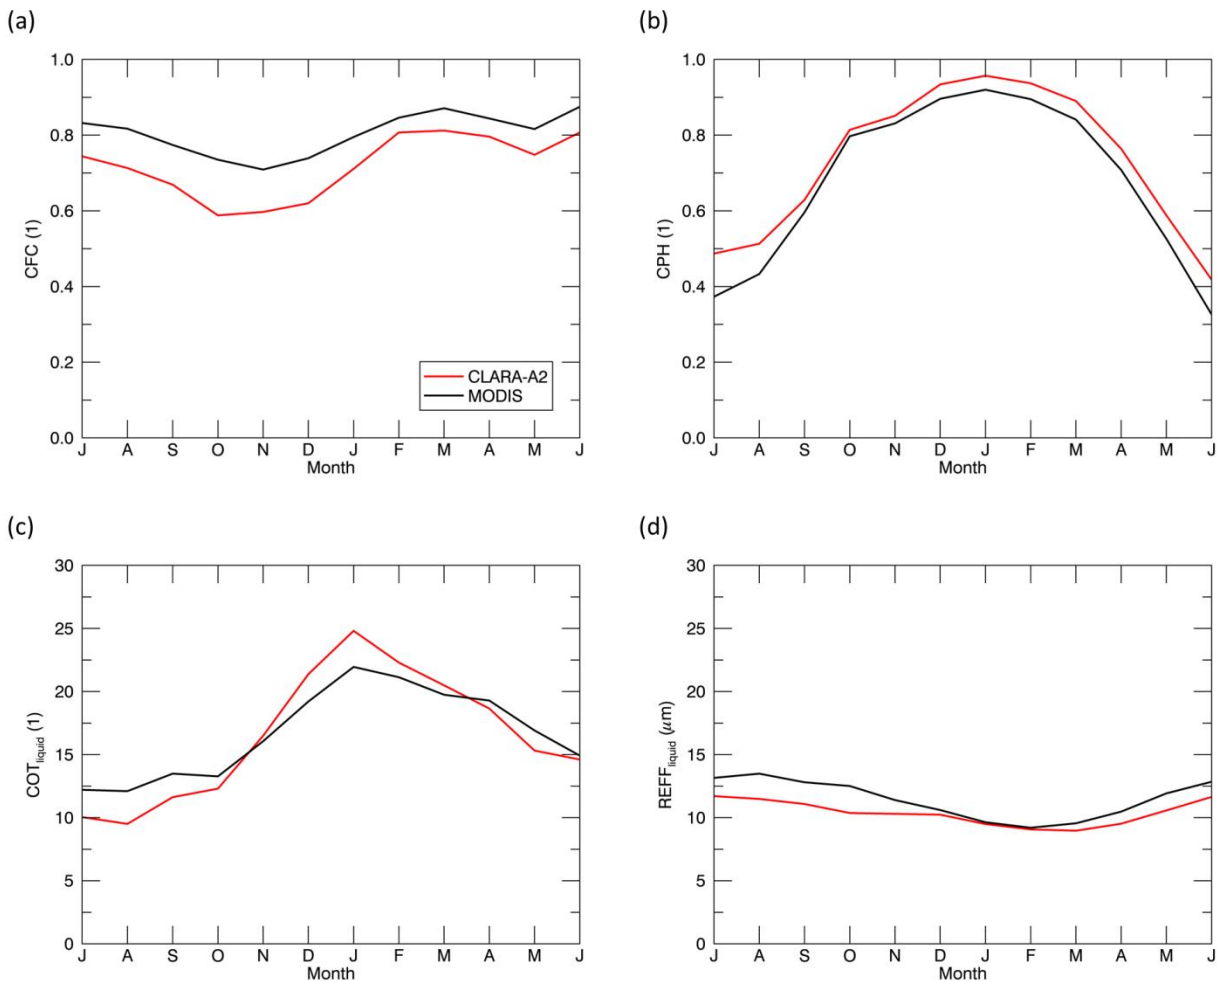 (a)
1.0
0.8
0.6
0.4
0.2
0.0
CFC (1)
CLARA-A2
MODIS
J A S O N D J F M A M J
Month
(b)
1.0
0.8
0.6
0.4
0.2
0.0
CPH (1)
J A S O N D J F M A M J
Month
(c)
30
25
20
15
10
5
0
COTliquid (1)
J A S O N D J F M A M J
Month
(d)
30
25
20
15
10
5
0
REFFliquid (μm)
J A S O N D J F M A M J
Month